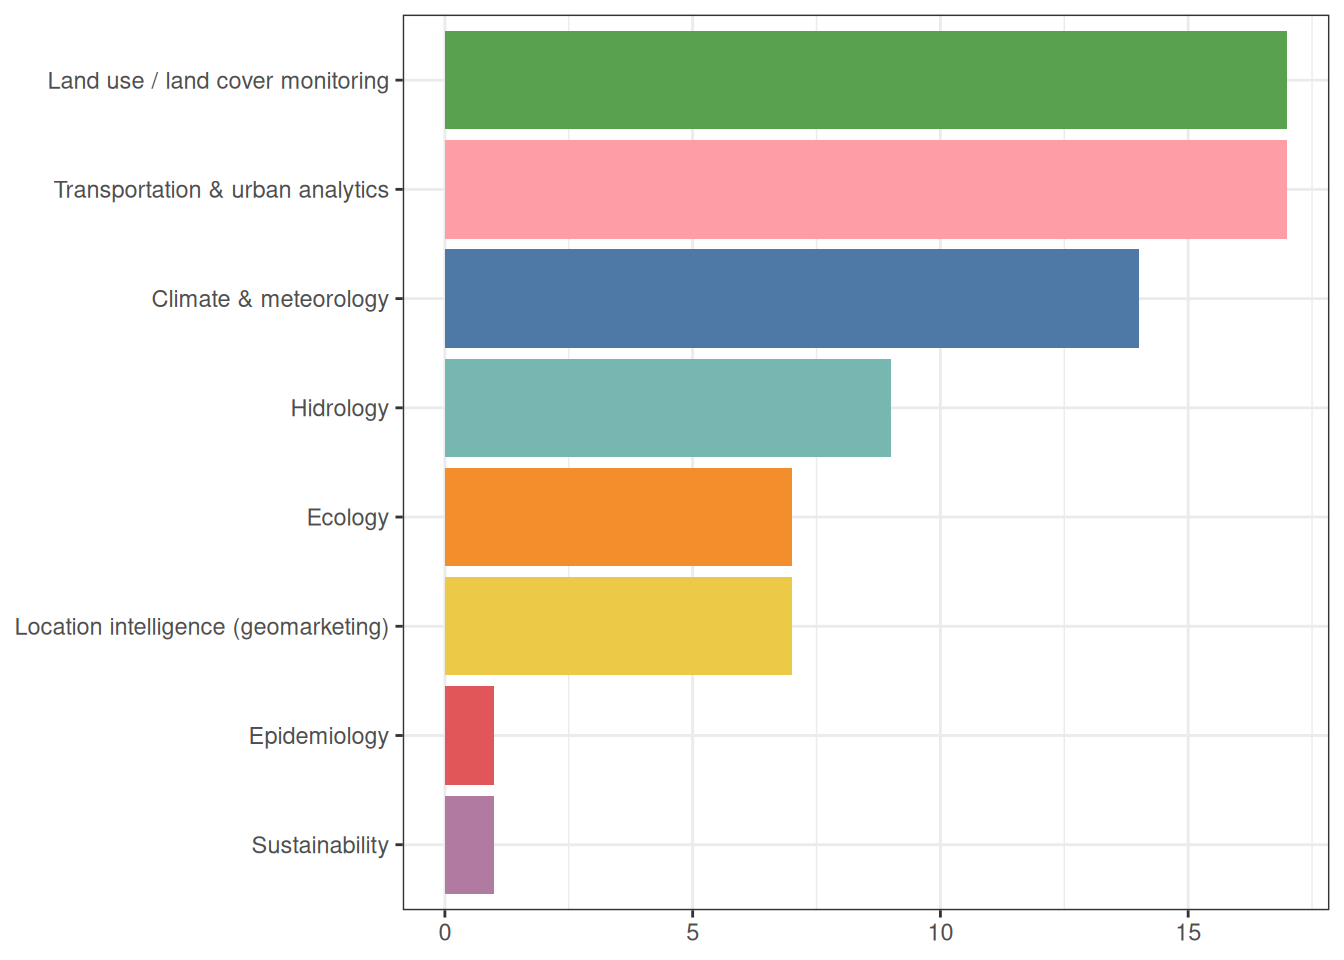 Land use / land cover monitoring
Transportation & urban analytics
Climate & meteorology
Hidrology
Ecology
Location intelligence (geomarketing)
Epidemiology
Sustainability
0 5 10 15